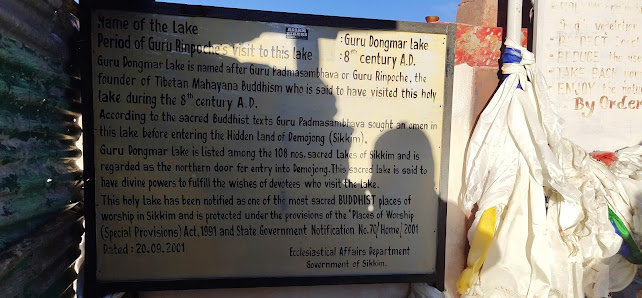 Name of the Lake : Guru Dongmar Lake
Period of Guru Rinpoche's visit to this lake : 8th century A.D.
Guru Dongmar Lake is named after Guru Padmasambhava or Guru Rinpoche, the
founder of Tibetan Mahayana Buddhism who is said to have visited this holy
lake during the 8th century A.D.
According to the sacred Buddhist texts Guru Padmasambhava sought an omen in
this lake before entering the Hidden Land of Demojong (Sikkim).
Guru Dongmar Lake is listed among the 108 nos. sacred Lakes of Sikkim and is
regarded as the northern door for entry into Demojong. This sacred lake is said to
have divine powers to fulfill the wishes of devotees who visit the lake.
This holy lake has been notified as one of the most sacred BUDDHIST places of
worship in Sikkim and is protected under the provisions of the "Places of Worship
(Special Provisions) Act, 1991 and State Government Notification No. 70/Home/2001
Dated : 20.09.2001
Ecclesiastical Affairs Department
Government of Sikkim.
REDUCE the
TAKE BACK you
ENJOY the natu
By Order